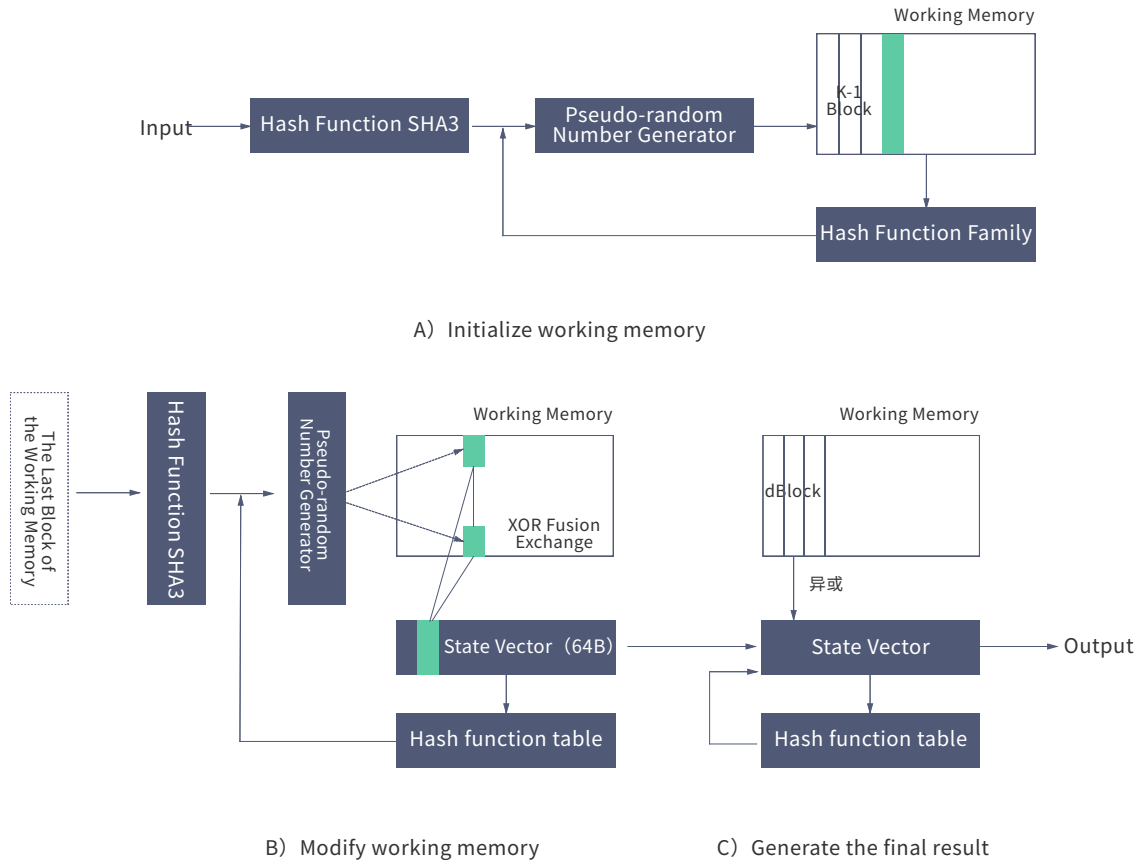 Working Memory
K-1
Block
Input
Hash Function SHA3
Pseudo-random
Number Generator
Hash Function Family
A）Initialize working memory
The Last Block of
the Working Memory
Hash Function SHA3
Pseudo-random
Number Generator
Working Memory
XOR Fusion
Exchange
State Vector（64B）
Hash function table
B）Modify working memory
Working Memory
dBlock
异或
State Vector
Output
Hash function table
C）Generate the final result